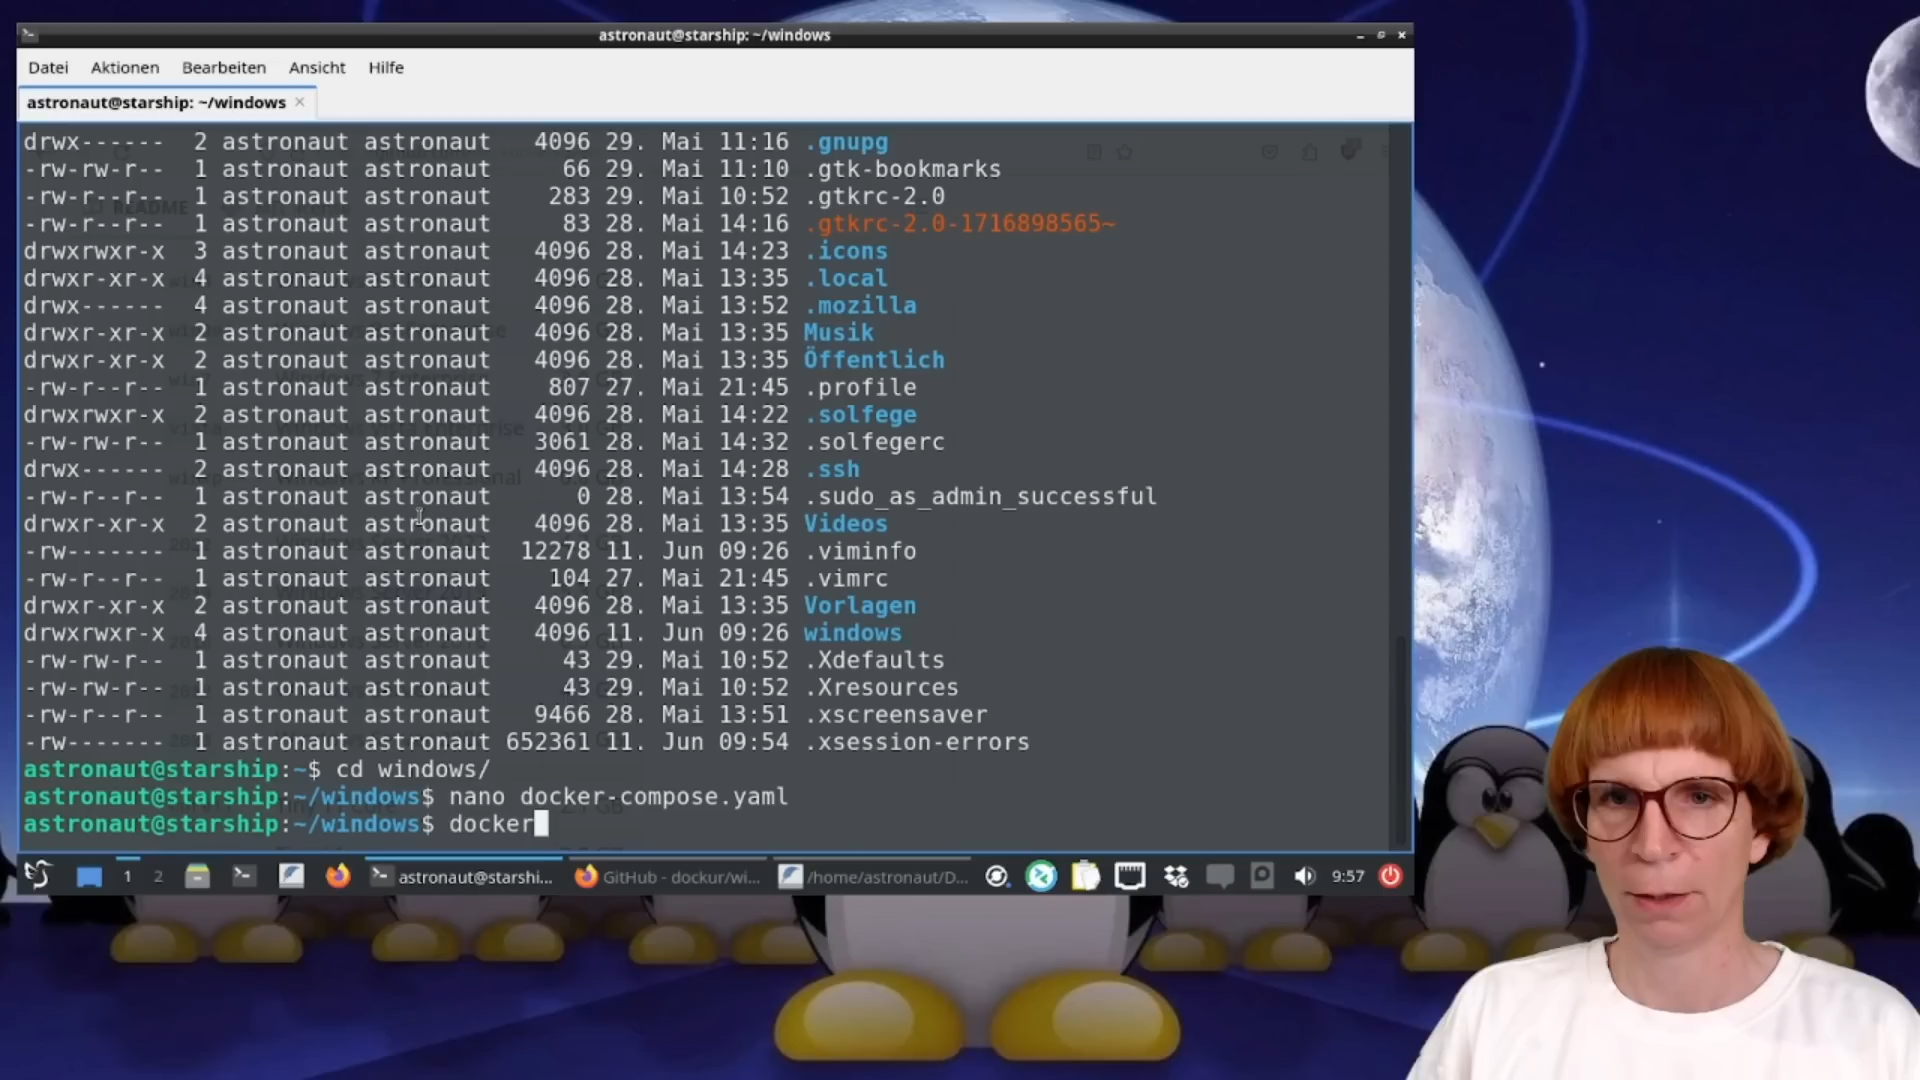 astronaut@starship: ~/windows
Datei Aktionen Bearbeiten Ansicht Hilfe
astronaut@starship: ~/windows
drwx------ 2 astronaut astronaut 4096 29. Mai 11:16 .gnupg
-rw-rw-r-- 1 astronaut astronaut 66 29. Mai 11:10 .gtk-bookmarks
-rw-r--r-- 1 astronaut astronaut 283 29. Mai 10:52 .gtkrc-2.0
-rw-r--r-- 1 astronaut astronaut 83 28. Mai 14:16 .gtkrc-2.0-1716898565~
drwxrwxr-x 3 astronaut astronaut 4096 28. Mai 14:23 .icons
drwxr-xr-x 4 astronaut astronaut 4096 28. Mai 13:35 .local
drwx------ 4 astronaut astronaut 4096 28. Mai 13:52 .mozilla
drwxr-xr-x 2 astronaut astronaut 4096 28. Mai 13:35 Musik
drwxr-xr-x 2 astronaut astronaut 4096 28. Mai 13:35 Öffentlich
-rw-r--r-- 1 astronaut astronaut 807 27. Mai 21:45 .profile
drwxrwxr-x 2 astronaut astronaut 4096 28. Mai 14:22 .solfege
-rw-rw-r-- 1 astronaut astronaut 3061 28. Mai 14:32 .solfegerc
drwx------ 2 astronaut astronaut 4096 28. Mai 14:28 .ssh
-rw-r--r-- 1 astronaut astronaut 0 28. Mai 13:54 .sudo_as_admin_successful
drwxr-xr-x 2 astronaut astronaut 4096 28. Mai 13:35 Videos
-rw------- 1 astronaut astronaut 12278 11. Jun 09:26 .viminfo
-rw-r--r-- 1 astronaut astronaut 104 27. Mai 21:45 .vimrc
drwxr-xr-x 2 astronaut astronaut 4096 28. Mai 13:35 Vorlagen
drwxrwxr-x 4 astronaut astronaut 4096 11. Jun 09:26 windows
-rw-rw-r-- 1 astronaut astronaut 43 29. Mai 10:52 .Xdefaults
-rw-rw-r-- 1 astronaut astronaut 43 29. Mai 10:52 .Xresources
-rw-r--r-- 1 astronaut astronaut 9466 28. Mai 13:51 .xscreensaver
-rw------- 1 astronaut astronaut 652361 11. Jun 09:54 .xsession-errors
astronaut@starship:~$ cd windows/
astronaut@starship:~/windows$ nano docker-compose.yaml
astronaut@starship:~/windows$ docker
1 2 astronaut@starshi... GitHub - dockur/wi... /home/astronaut/D... 9:57